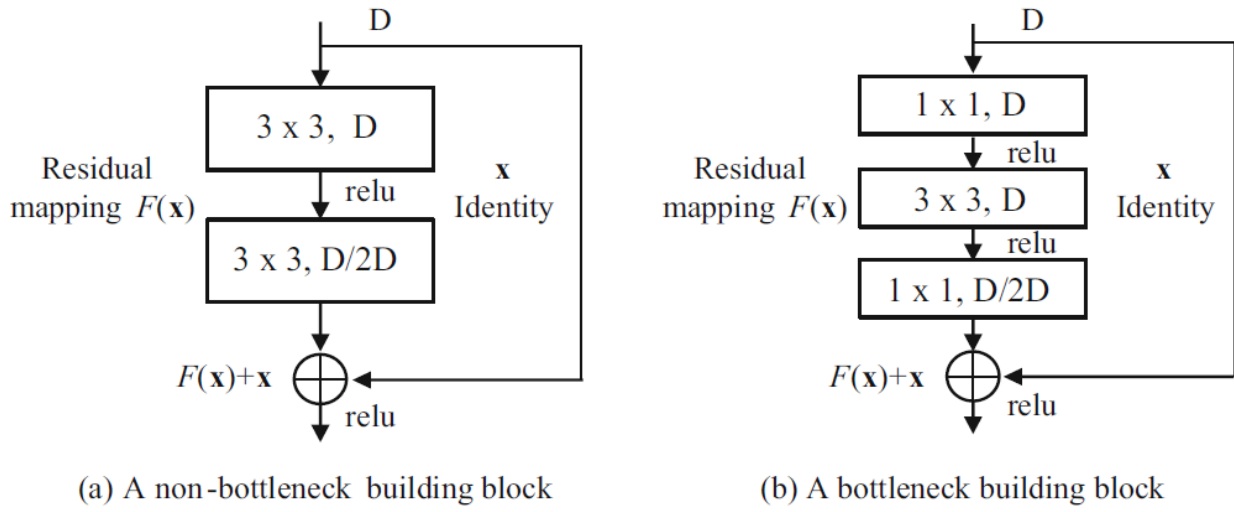 D
3 x 3, D
relu
Residual
mapping F(x)
x
Identity
3 x 3, D/2D
F(x)+x
relu
(a) A non-bottleneck building block
D
1 x 1, D
relu
Residual
mapping F(x)
3 x 3, D
x
Identity
relu
1 x 1, D/2D
F(x)+x
relu
(b) A bottleneck building block